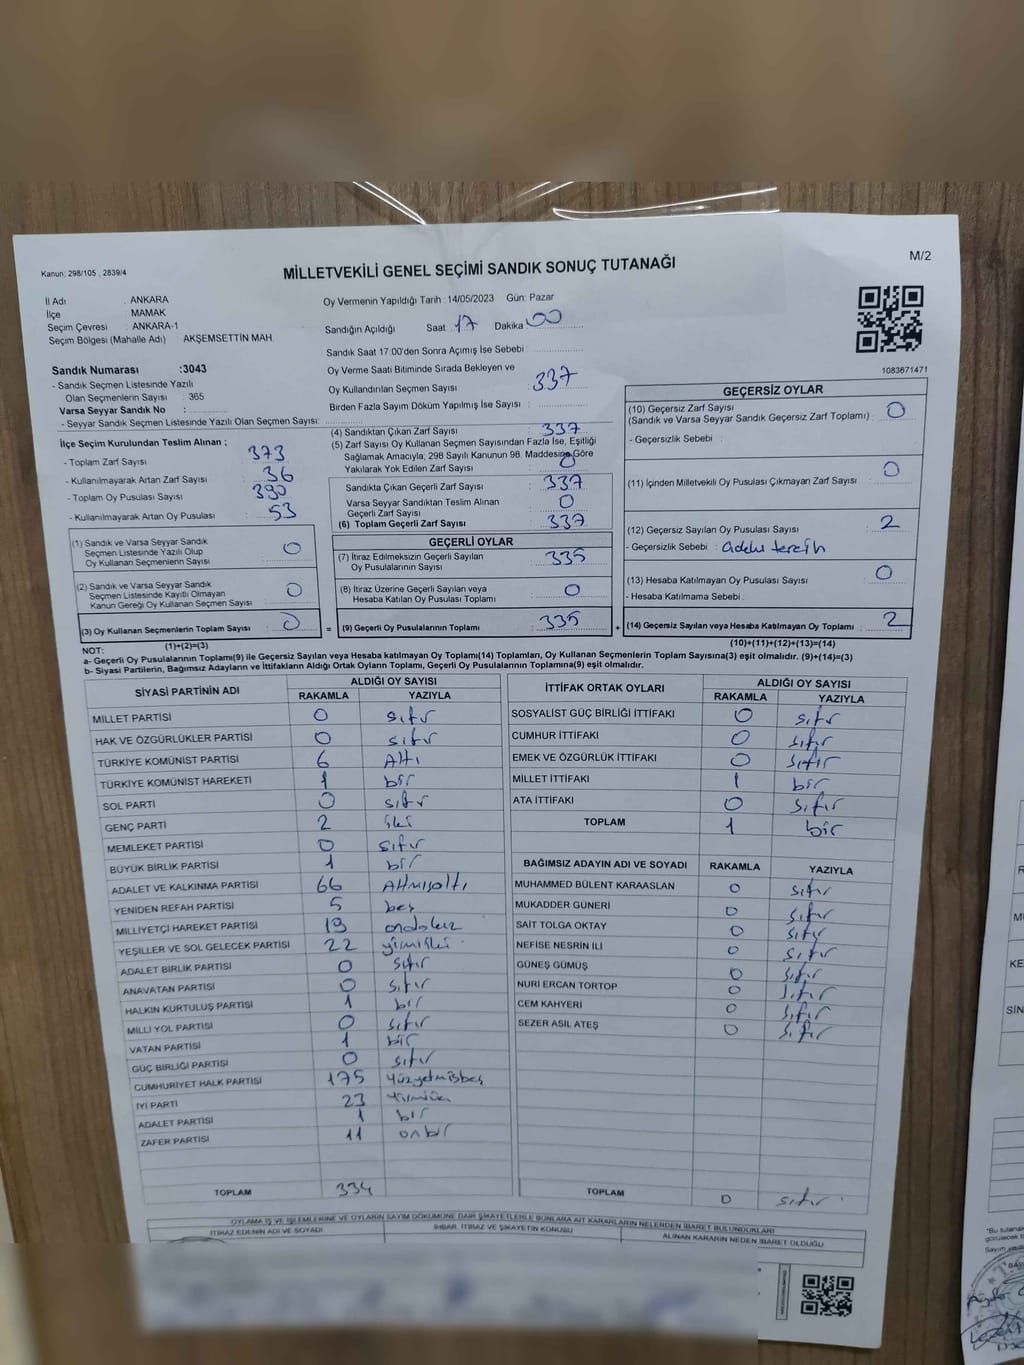 Kanun: 298/105 , 2839/4
MİLLETVEKİLİ GENEL SEÇİMİ SANDIK SONUÇ TUTANAĞI
M/2
İl Adı : ANKARA
İlçe : MAMAK
Seçim Çevresi : ANKARA-1
Seçim Bölgesi (Mahalle Adı) AKŞEMSETTİN MAH
Oy Vermenin Yapıldığı Tarih : 14/05/2023 Gün: Pazar
Sandığın Açıldığı Saat: 17 Dakika 00
Sandık Saat 17:00'den Sonra Açımış İse Sebebi :
Oy Verme Saati Bitiminde Sırada Bekleyen ve
Oy Kullandırılan Seçmen Sayısı : 337
Birden Fazla Sayım Döküm Yapılmış İse Sayısı :
1083671471
Sandık Numarası :3043
- Sandık Seçmen Listesinde Yazılı
Olan Seçmenlerin Sayısı : 365
Varsa Seyyar Sandık No :
- Seyyar Sandık Seçmen Listesinde Yazılı Olan Seçmen Sayısı:
İlçe Seçim Kurulundan Teslim Alınan ;
- Toplam Zarf Sayısı : 373
- Kullanılmayarak Artan Zarf Sayısı : 36
- Toplam Oy Pusulası Sayısı : 390
- Kullanılmayarak Artan Oy Pusulası : 53
(1) Sandık ve Varsa Seyyar Sandık
Seçmen Listesinde Yazılı Olup
Oy Kullanan Seçmenlerin Sayısı : 0
(2) Sandık ve Varsa Seyyar Sandık
Seçmen Listesinde Kayıtlı Olmayan
Kanun Gereği Oy Kullanan Seçmen Sayısı : 0
(3) Oy Kullanan Seçmenlerin Toplam Sayısı : 0
(1)+(2)=(3)
(4) Sandıktan Çıkan Zarf Sayısı : 337
(5) Zarf Sayısı Oy Kullanan Seçmen Sayısından Fazla İse, Eşitliği
Sağlamak Amacıyla; 298 Sayılı Kanunun 98. Maddesine Göre
Yakılarak Yok Edilen Zarf Sayısı : 0
Sandıkta Çıkan Geçerli Zarf Sayısı : 337
Varsa Seyyar Sandıktan Teslim Alınan
Geçerli Zarf Sayısı : 0
(6) Toplam Geçerli Zarf Sayısı : 337
GEÇERLİ OYLAR
(7) İtiraz Edilmeksizin Geçerli Sayılan
Oy Pusulalarının Sayısı : 335
(8) İtiraz Üzerine Geçerli Sayılan veya
Hesaba Katılan Oy Pusulası Toplamı : 0
= (9) Geçerli Oy Pusulalarının Toplamı : 335 +
GEÇERSİZ OYLAR
(10) Geçersiz Zarf Sayısı
(Sandık ve Varsa Seyyar Sandık Geçersiz Zarf Toplamı) : 0
- Geçersizlik Sebebi :
(11) İçinden Milletvekili Oy Pusulası Çıkmayan Zarf Sayısı : 0
(12) Geçersiz Sayılan Oy Pusulası Sayısı : 2
- Geçersizlik Sebebi :
(13) Hesaba Katılmayan Oy Pusulası Sayısı : 0
- Hesaba Katılmama Sebebi :
(14) Geçersiz Sayılan veya Hesaba Katılmayan Oy Toplamı : 2
(10)+(11)+(12)+(13)=(14)
NOT:
a- Geçerli Oy Pusulalarının Toplamı(9) ile Geçersiz Sayılan veya Hesaba katılmayan Oy Toplamı(14) Toplamları, Oy Kullanan Seçmenlerin Toplam Sayısına(3) eşit olmalıdır. (9)+(14)=(3)
b- Siyasi Partilerin, Bağımsız Adayların ve İttifakların Aldığı Ortak Oyların Toplamı, Geçerli Oy Pusulalarının Toplamına(9) eşit olmalıdır.
SİYASİ PARTİNİN ADI ALDIĞI OY SAYISI
RAKAMLA YAZIYLA
MİLLET PARTİSİ 0 sıfır
HAK VE ÖZGÜRLÜKLER PARTİSİ 0 sıfır
TÜRKİYE KOMÜNİST PARTİSİ 6 Altı
TÜRKİYE KOMÜNİST HAREKETİ 1 bir
SOL PARTİ 0 sıfır
GENÇ PARTİ 2 iki
MEMLEKET PARTİSİ 0 sıfır
BÜYÜK BİRLİK PARTİSİ 1 bir
ADALET VE KALKINMA PARTİSİ 66 Atmışaltı
YENİDEN REFAH PARTİSİ 5 beş
MİLLİYETÇİ HAREKET PARTİSİ 19 ondokuz
YEŞİLLER VE SOL GELECEK PARTİSİ 22 yirmiiki
ADALET BİRLİK PARTİSİ 0 sıfır
ANAVATAN PARTİSİ 0 sıfır
HALKIN KURTULUŞ PARTİSİ 1 bir
MİLLİ YOL PARTİSİ 0 sıfır
VATAN PARTİSİ 1 bir
GÜÇ BİRLİĞİ PARTİSİ 0 sıfır
CUMHURİYET HALK PARTİSİ 175 Yüzyetmişbeş
İYİ PARTİ 23
ADALET PARTİSİ 1 bir
ZAFER PARTİSİ 11 onbir
TOPLAM 334
İTTİFAK ORTAK OYLARI ALDIĞI OY SAYISI
RAKAMLA YAZIYLA
SOSYALİST GÜÇ BİRLİĞİ İTTİFAKI 0 sıfır
CUMHUR İTTİFAKI 0 sıfır
EMEK VE ÖZGÜRLÜK İTTİFAKI 0 sıfır
MİLLET İTTİFAKI 1 bir
ATA İTTİFAKI 0 sıfır
TOPLAM 1 bir
BAĞIMSIZ ADAYIN ADI VE SOYADI RAKAMLA YAZIYLA
MUHAMMED BÜLENT KARAASLAN 0 sıfır
MUKADDER GÜNERİ 0 sıfır
SAİT TOLGA OKTAY 0 sıfır
NEFİSE NESRİN İLİ 0 sıfır
GÜNEŞ GÜMÜŞ 0 sıfır
NURİ ERCAN TORTOP 0 sıfır
CEM KAHYERİ 0 sıfır
SEZER ASIL ATEŞ 0 sıfır
TOPLAM 0 sıfır
OYLAMA İŞ VE İŞLEMLERİNE VE OYLARIN SAYIM DÖKÜMÜNE DAİR ŞİKAYETLERLE BUNLARA AİT KARARLARIN NELERDEN İBARET BULUNDUKLARI
İTİRAZ EDENİN ADI VE SOYADI İHBAR, İTİRAZ VE ŞİKAYETİN KONUSU ALINAN KARARIN NEDEN İBARET OLDUĞU